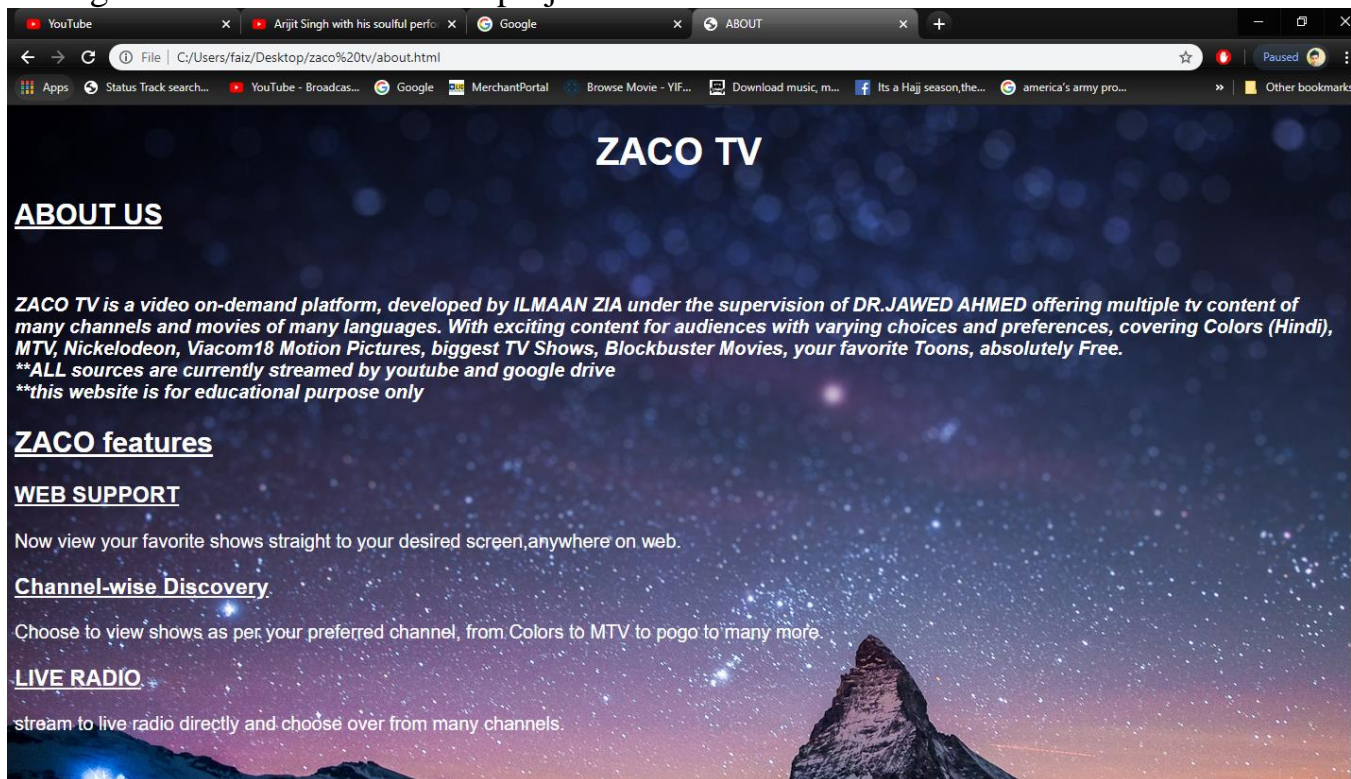 YouTube
Arijit Singh with his soulful perfo
Google
ABOUT
File | C:/Users/faiz/Desktop/zaco%20tv/about.html
Paused
Apps
Status Track search...
YouTube - Broadcas...
Google
MerchantPortal
Browse Movie - YIF...
Download music, m...
Its a Hajj season,the...
america's army pro...
»
Other bookmarks
ZACO TV
ABOUT US
ZACO TV is a video on-demand platform, developed by ILMAAN ZIA under the supervision of DR.JAWED AHMED offering multiple tv content of
many channels and movies of many languages. With exciting content for audiences with varying choices and preferences, covering Colors (Hindi),
MTV, Nickelodeon, Viacom18 Motion Pictures, biggest TV Shows, Blockbuster Movies, your favorite Toons, absolutely Free.
**ALL sources are currently streamed by youtube and google drive
**this website is for educational purpose only
ZACO features
WEB SUPPORT
Now view your favorite shows straight to your desired screen,anywhere on web.
Channel-wise Discovery
Choose to view shows as per your preferred channel, from Colors to MTV to pogo to many more.
LIVE RADIO
stream to live radio directly and choose over from many channels.